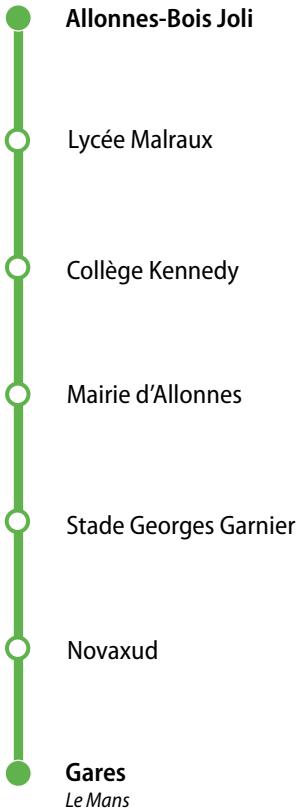 Allonnes-Bois Joli
Lycée Malraux
Collège Kennedy
Mairie d'Allonnes
Stade Georges Garnier
Novaxud
Gares
Le Mans